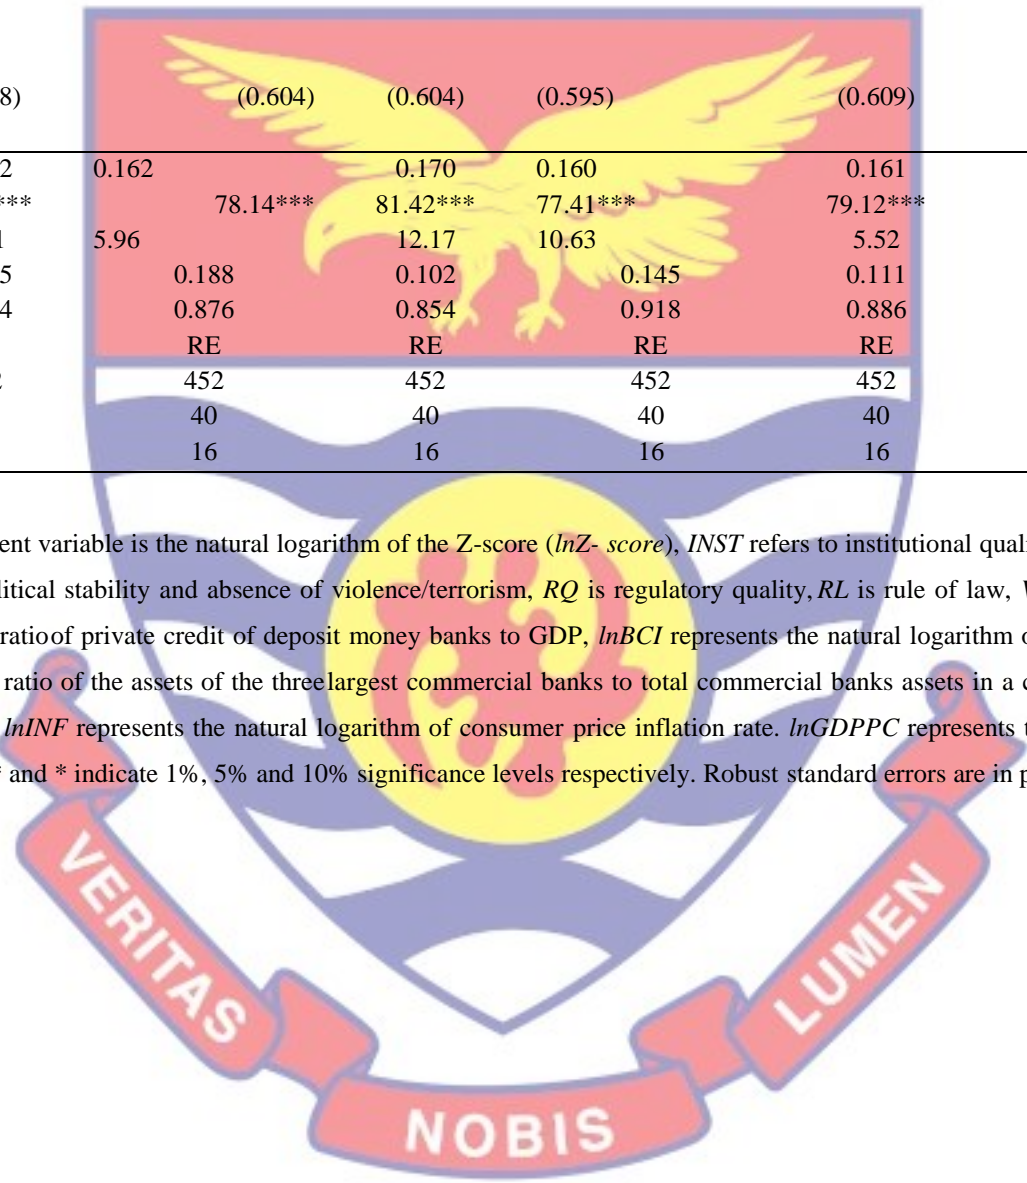 8) (0.604) (0.604) (0.595) (0.609)
2 0.162 0.170 0.160 0.161
*** 78.14*** 81.42*** 77.41*** 79.12***
1 5.96 12.17 10.63 5.52
5 0.188 0.102 0.145 0.111
4 0.876 0.854 0.918 0.886
RE RE RE RE
452 452 452 452
40 40 40 40
16 16 16 16
ent variable is the natural logarithm of the Z-score (lnZ- score), INST refers to institutional quali
litical stability and absence of violence/terrorism, RQ is regulatory quality, RL is rule of law,
ratioof private credit of deposit money banks to GDP, lnBCI represents the natural logarithm o
ratio of the assets of the threelargest commercial banks to total commercial banks assets in a c
lnINF represents the natural logarithm of consumer price inflation rate. lnGDPPC represents t
* and * indicate 1%, 5% and 10% significance levels respectively. Robust standard errors are in p
VERITAS
NOBIS
LUMEN